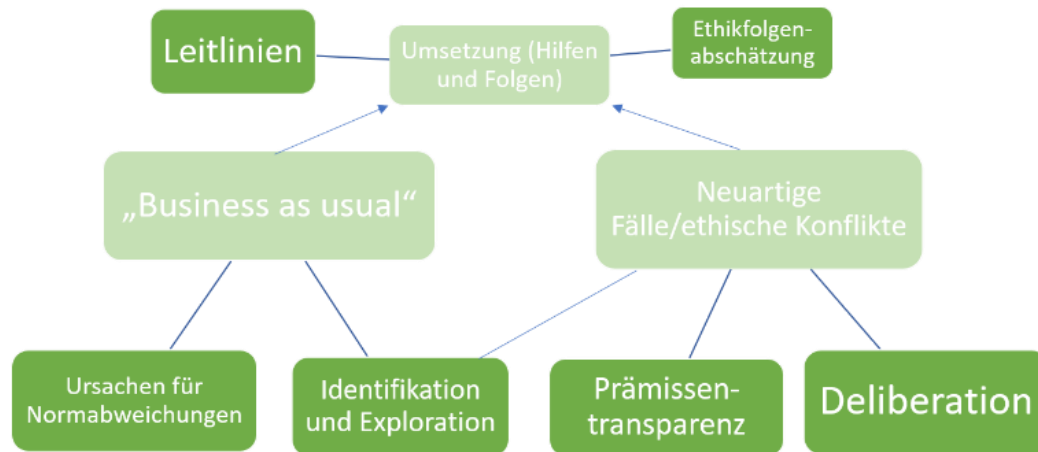 Leitlinien
Umsetzung (Hilfen
und Folgen)
Ethikfolgen-
abschätzung
„Business as usual“
Neuartige
Fälle/ethische Konflikte
Ursachen für
Normabweichungen
Identifikation
und Exploration
Prämissen-
transparenz
Deliberation